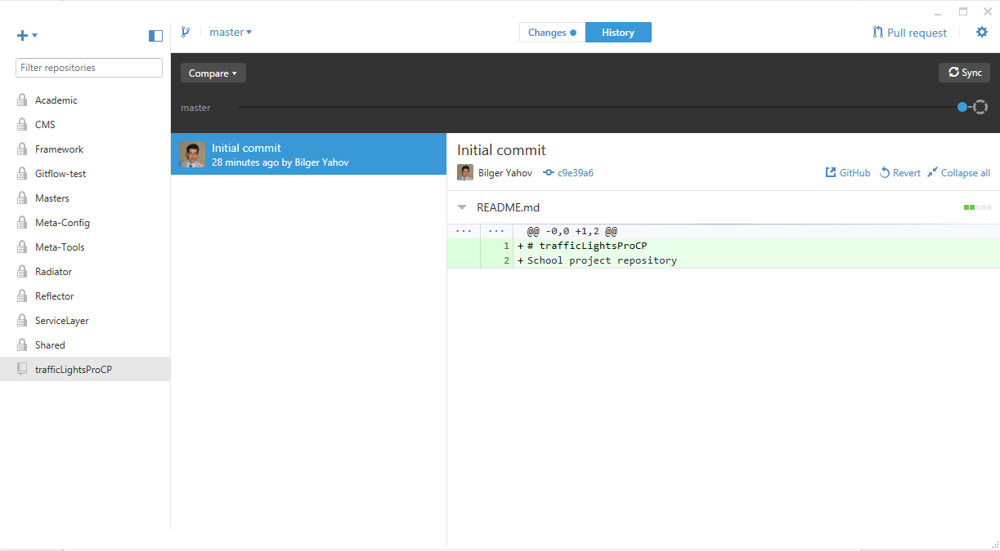 master
Changes
History
Pull request
Filter repositories
Academic
CMS
Framework
Gitflow-test
Masters
Meta-Config
Meta-Tools
Radiator
Reflector
ServiceLayer
Shared
trafficLightsProCP
Compare
Sync
master
Initial commit
28 minutes ago by Bilger Yahov
Initial commit
Bilger Yahov c9e39a6
GitHub Revert Collapse all
README.md
... ... @@ -0,0 +1,2 @@
1 + # trafficLightsProCP
2 + School project repository